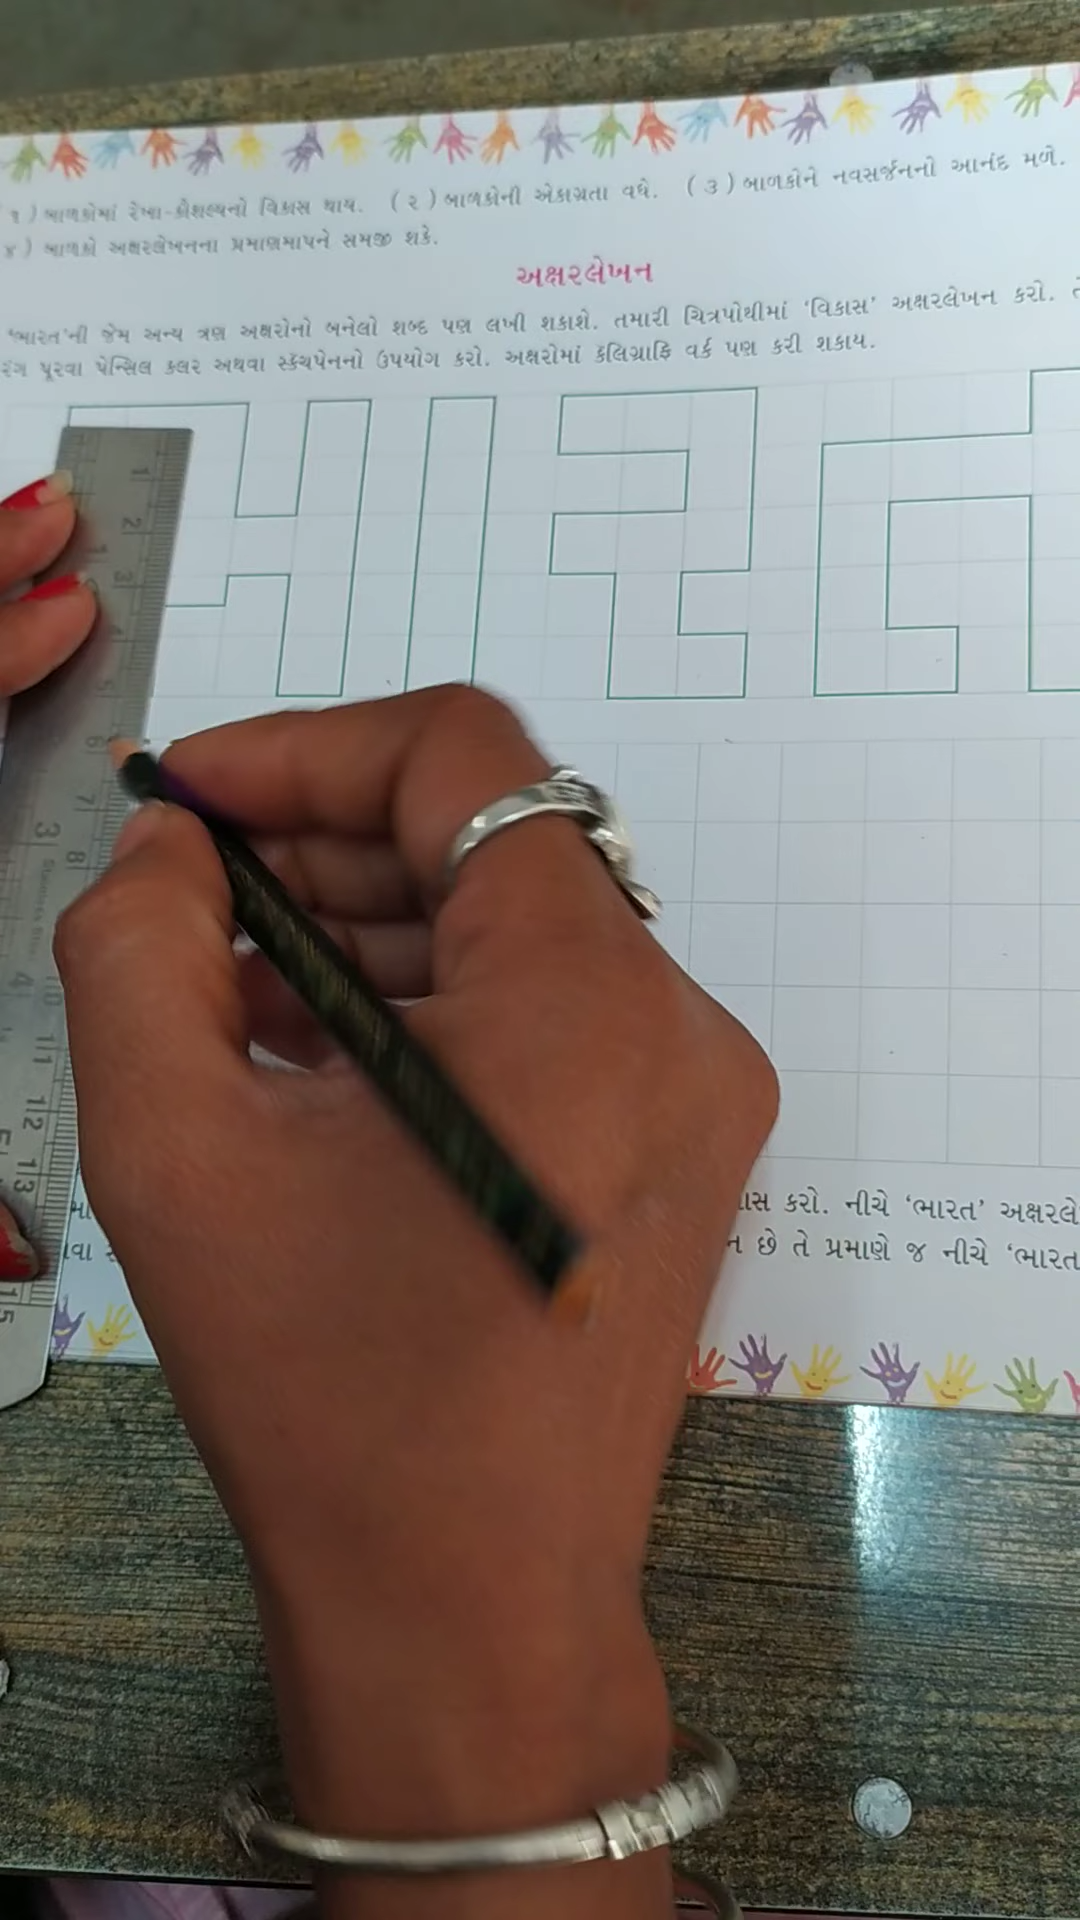 ૧ ) બાળકોમાં રેખા-કૌશલ્યનો વિકાસ થાય. ( ૨ ) બાળકોની એકાગ્રતા વધે. ( ૩ ) બાળકોને નવસર્જનનો આનંદ મળે.
૪ ) બાળકો અક્ષરલેખનના પ્રમાણમાપને સમજી શકે.
અક્ષરલેખન
‘ભારત’ની જેમ અન્ય ત્રણ અક્ષરોનો બનેલો શબ્દ પણ લખી શકાશે. તમારી ચિત્રપોથીમાં ‘વિકાસ’ અક્ષરલેખન કરો.
રંગ પૂરવા પેન્સિલ કલર અથવા સ્કેચપેનનો ઉપયોગ કરો. અક્ષરોમાં કેલિગ્રાફિ વર્ક પણ કરી શકાય.
ભારત
1
2
3
4
5
6
7
8
3
4
10
11
12
13
5
15
કરો. નીચે ‘ભારત’
છે તે પ્રમાણે જ નીચે ‘ભારત